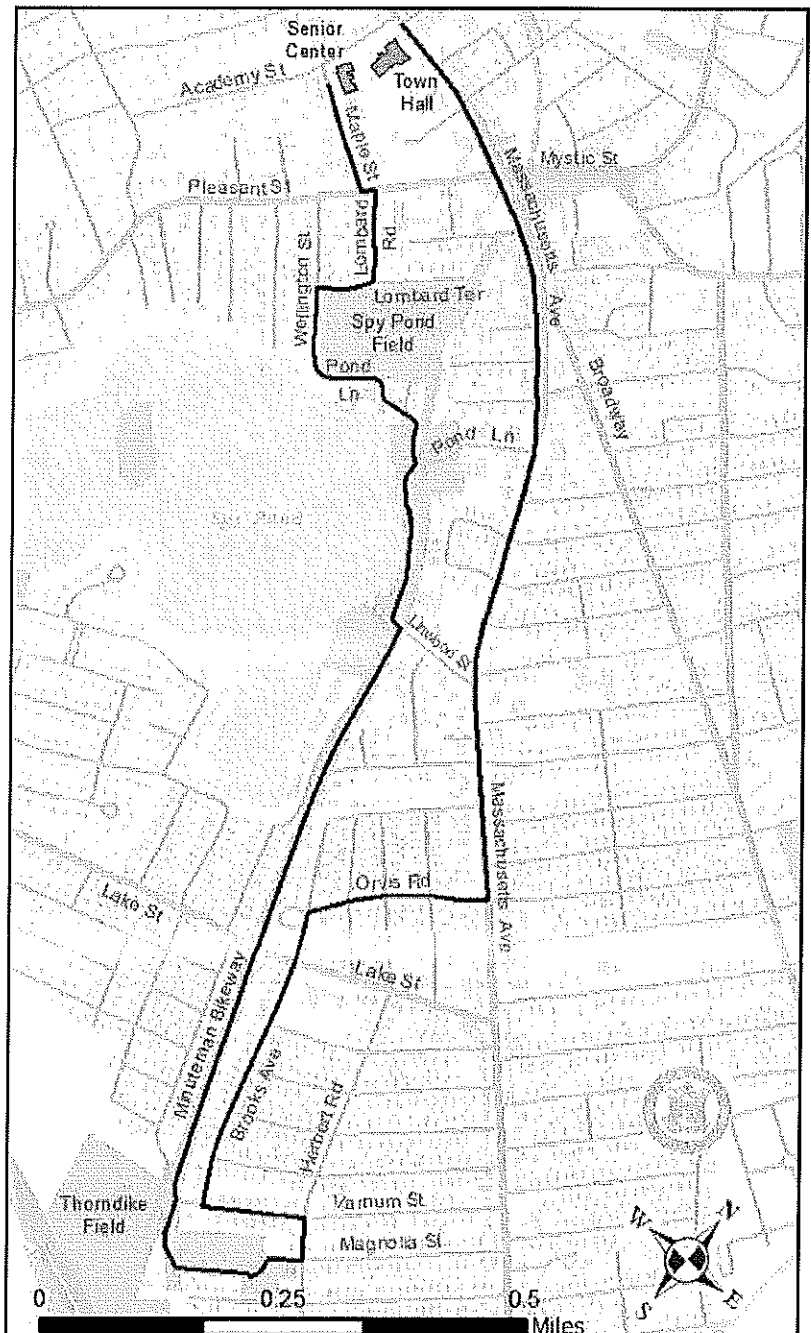 Senior
Center
Town
Hall
Academy St
Maple St
Mystic St
Massachusetts Ave
Pleasant St
Lombard
Rd
Wellington St
Lombard Ter
Spy Pond
Field
Pond
Ln
Broadway
Pond Ln
Spy Pond
Linwood St
Massachusetts Ave
Orvis Rd
Lake St
Lake St
Minuteman Bikeway
Brooks Ave
Herbert Rd
Thorndike
Field
Varnum St
Magnolia St
W
N
S
E
0
0.25
0.5
Miles